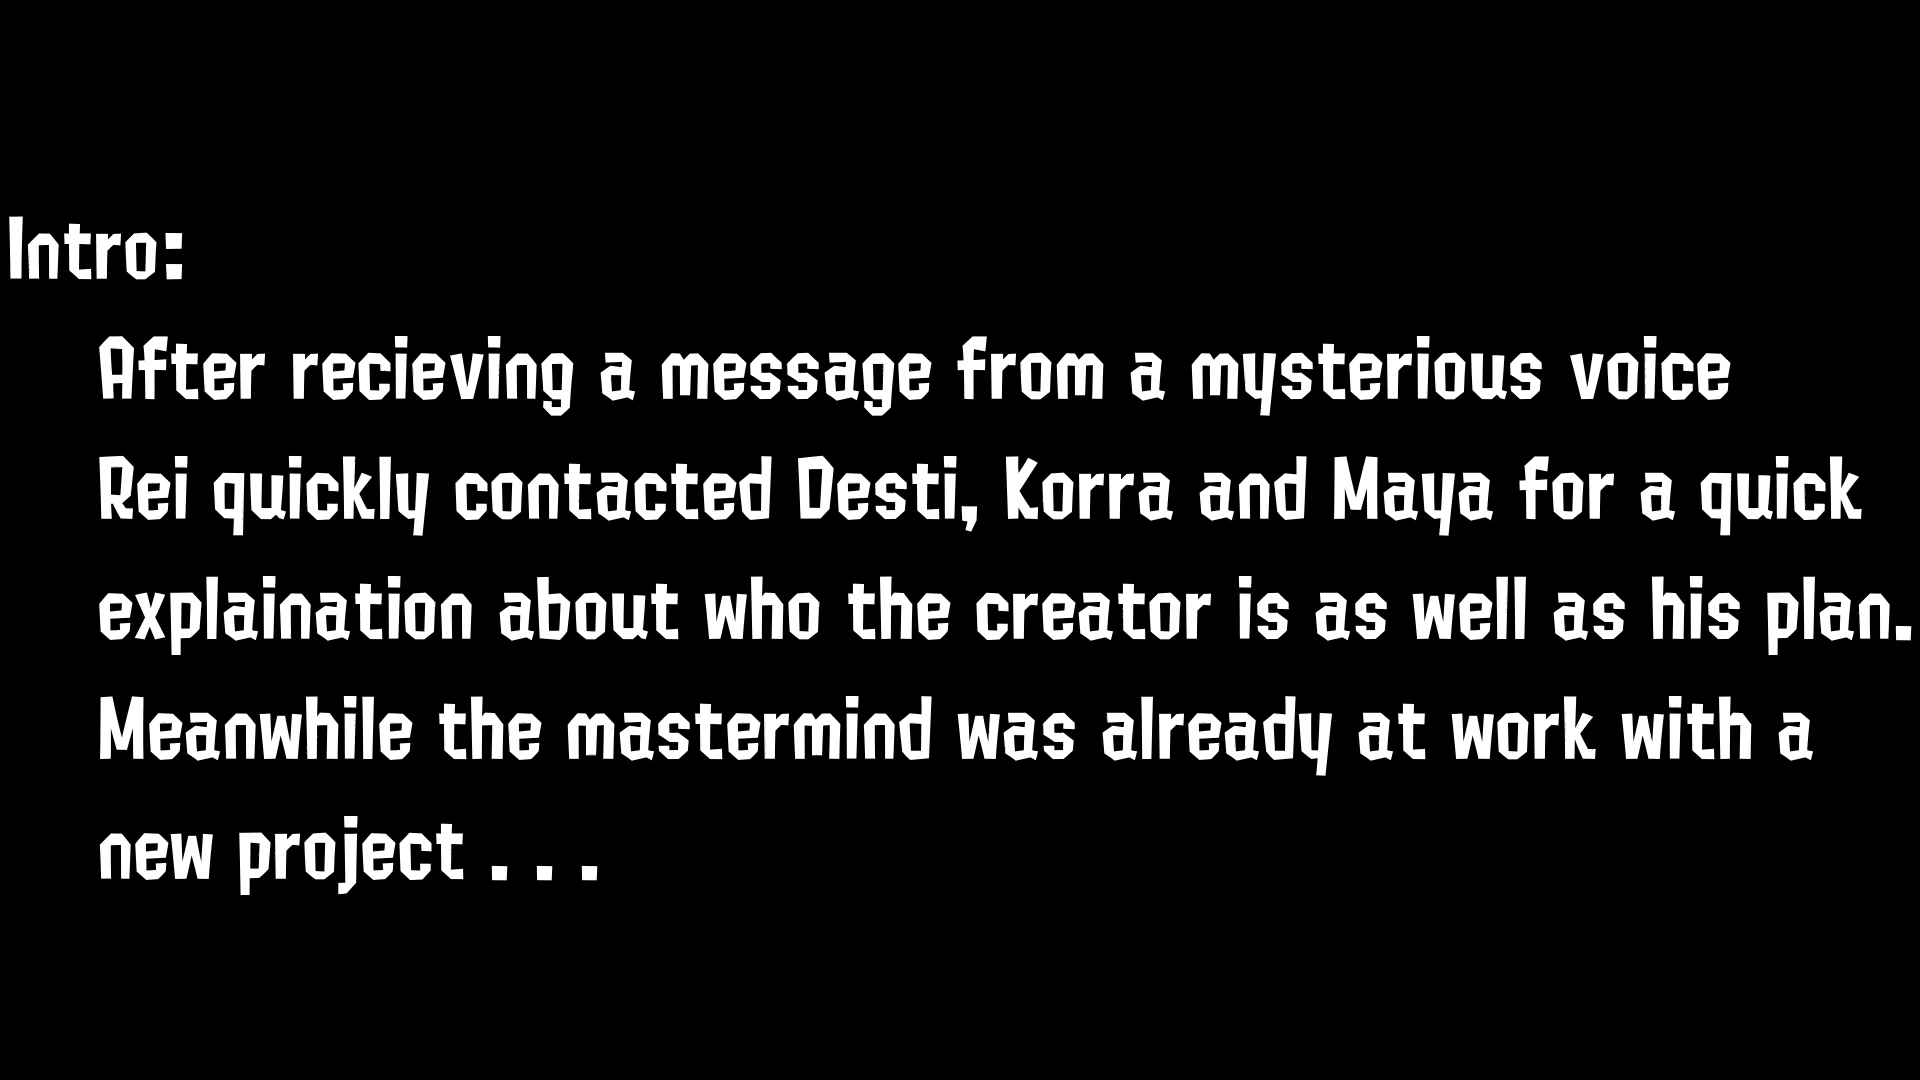 Intro:
After recieving a message from a mysterious voice
Rei quickly contacted Desti, Korra and Maya for a quick
explaination about who the creator is as well as his plan.
Meanwhile the mastermind was already at work with a
new project . . .